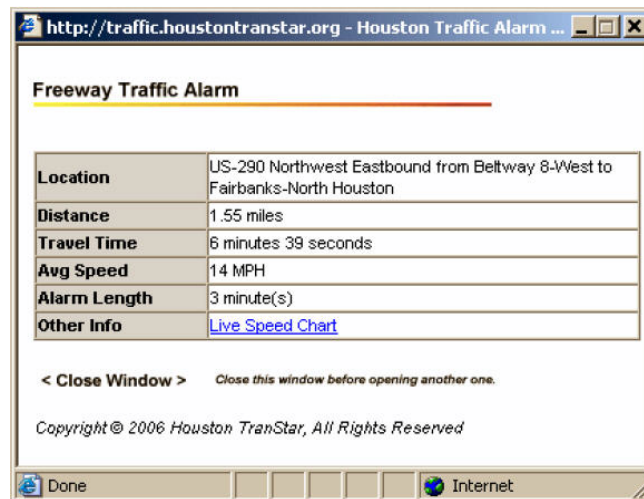 http://traffic.houstontranstar.org - Houston Traffic Alarm ...
Freeway Traffic Alarm
Location US-290 Northwest Eastbound from Beltway 8-West to
Fairbanks-North Houston
Distance 1.55 miles
Travel Time 6 minutes 39 seconds
Avg Speed 14 MPH
Alarm Length 3 minute(s)
Other Info Live Speed Chart
< Close Window > Close this window before opening another one.
Copyright © 2006 Houston TranStar, All Rights Reserved
Done Internet